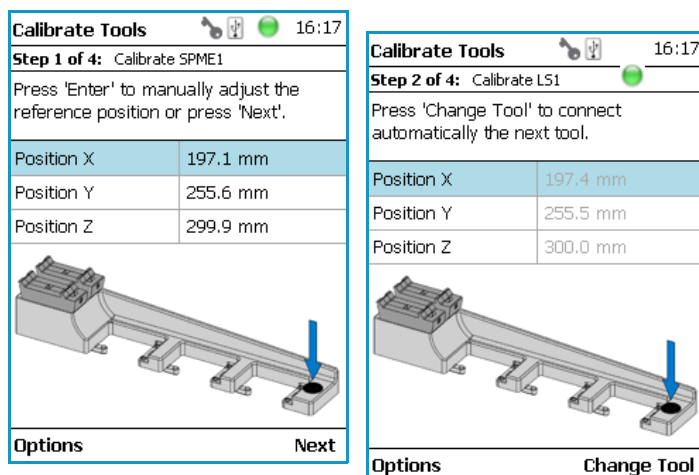 Calibrate Tools 16:17
Step 1 of 4: Calibrate SPME1
Press 'Enter' to manually adjust the
reference position or press 'Next'.
Position X 197.1 mm
Position Y 255.6 mm
Position Z 299.9 mm
Options Next
Calibrate Tools 16:17
Step 2 of 4: Calibrate LS1
Press 'Change Tool' to connect
automatically the next tool.
Position X 197.4 mm
Position Y 255.5 mm
Position Z 300.0 mm
Options Change Tool